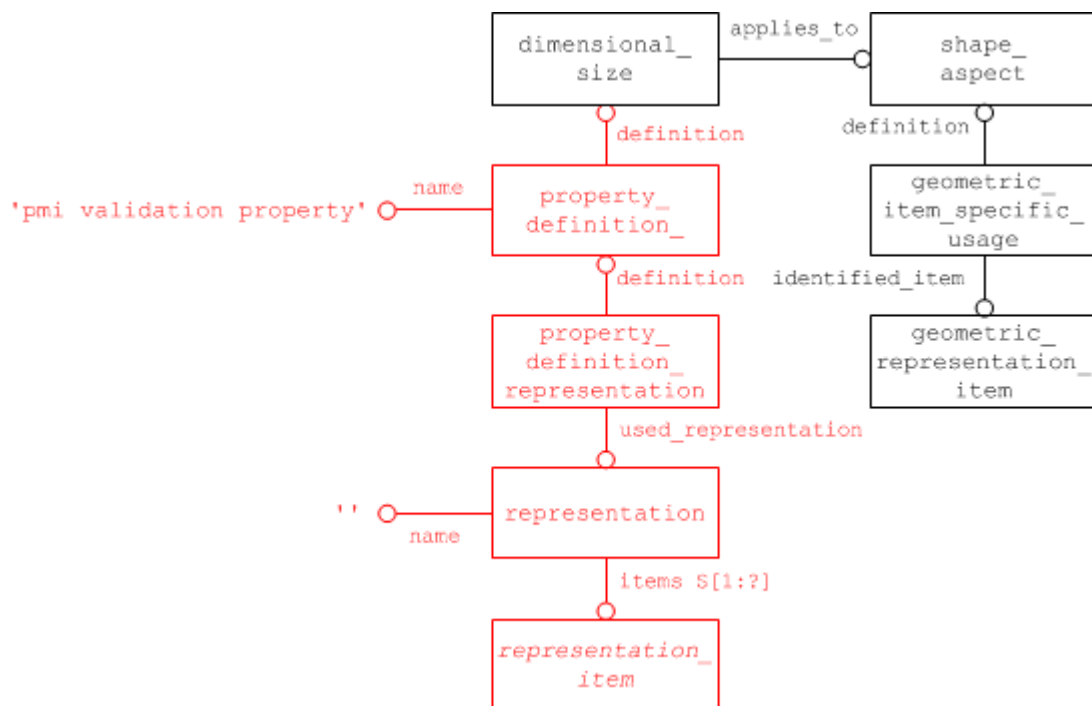 applies_to
dimensional_
size
shape_
aspect
definition
definition
name
'pmi validation property'
property_
definition_
geometric_
item_specific_
usage
definition
identified_item
property_
definition_
representation
geometric_
representation_
item
used_representation
''
name
representation
items S[1:?]
representation_
item